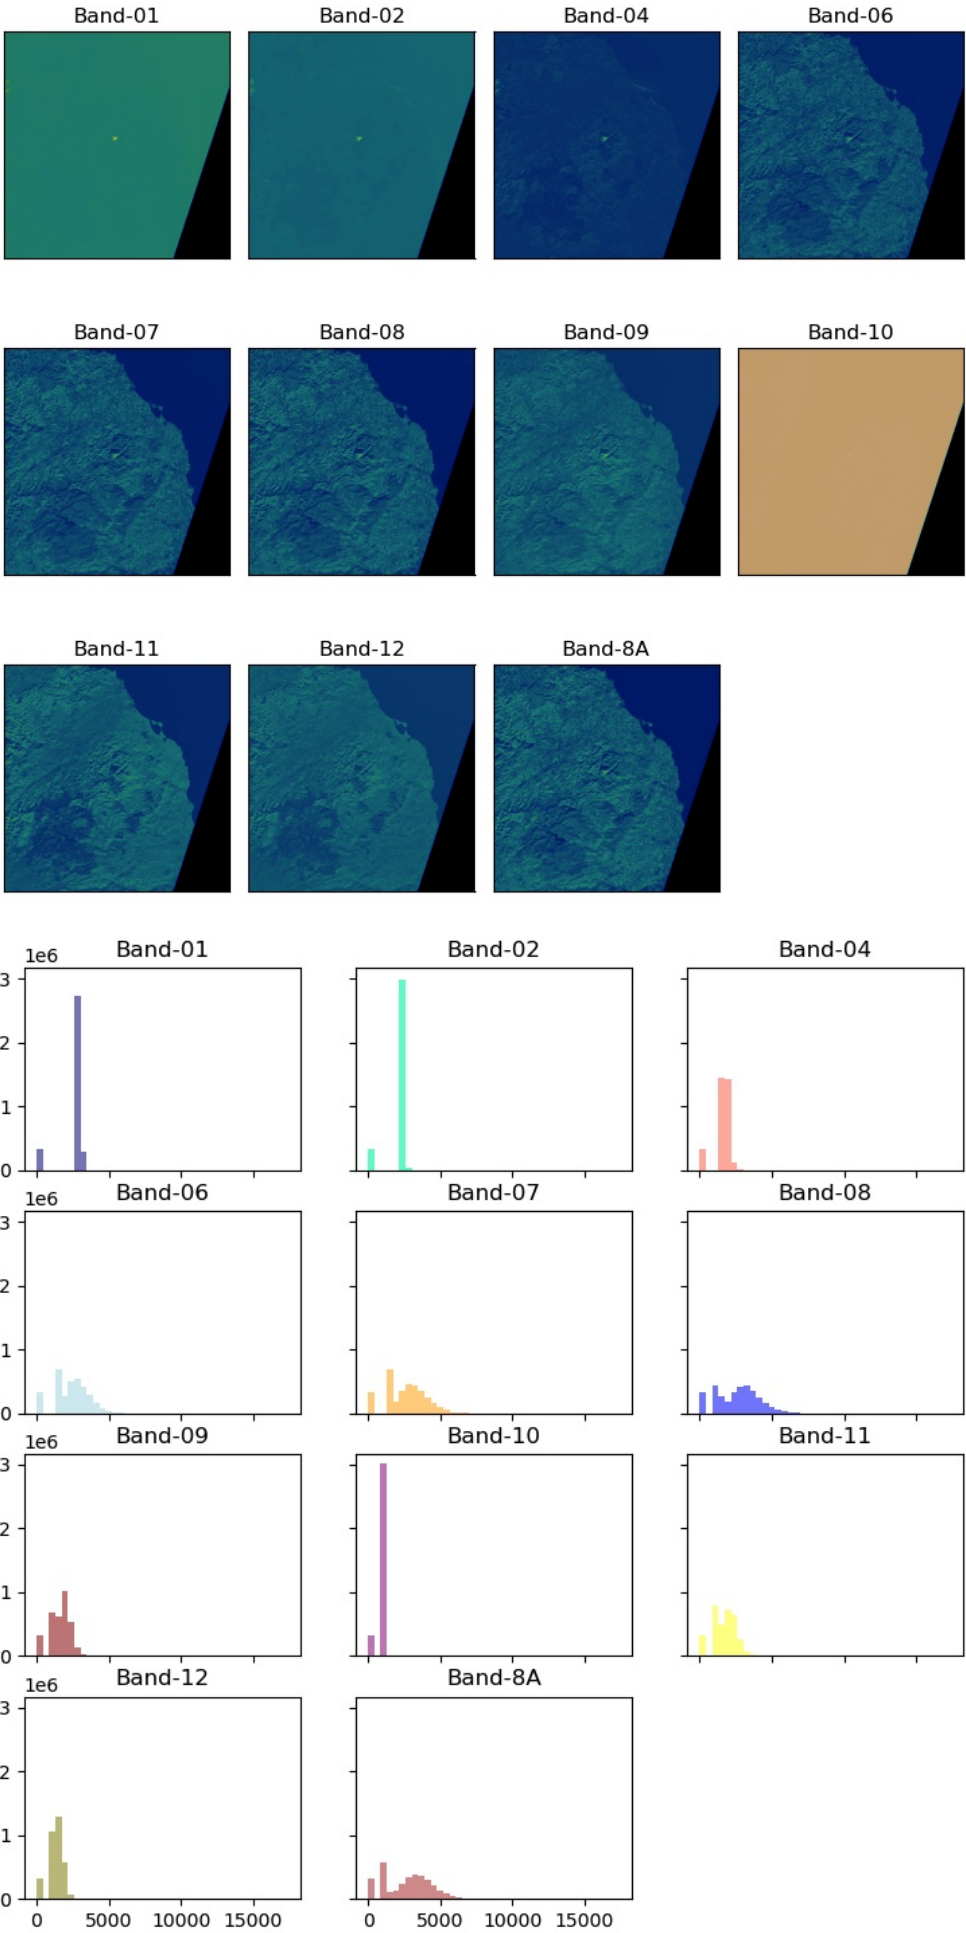 Band-01 Band-02 Band-04 Band-06
Band-07 Band-08 Band-09 Band-10
Band-11 Band-12 Band-8A
1e6 Band-01 Band-02 Band-04
3
2
1
0
1e6 Band-06 Band-07 Band-08
3
2
1
0
1e6 Band-09 Band-10 Band-11
3
2
1
0
1e6 Band-12 Band-8A
3
2
1
0
0 5000 10000 15000 0 5000 10000 15000